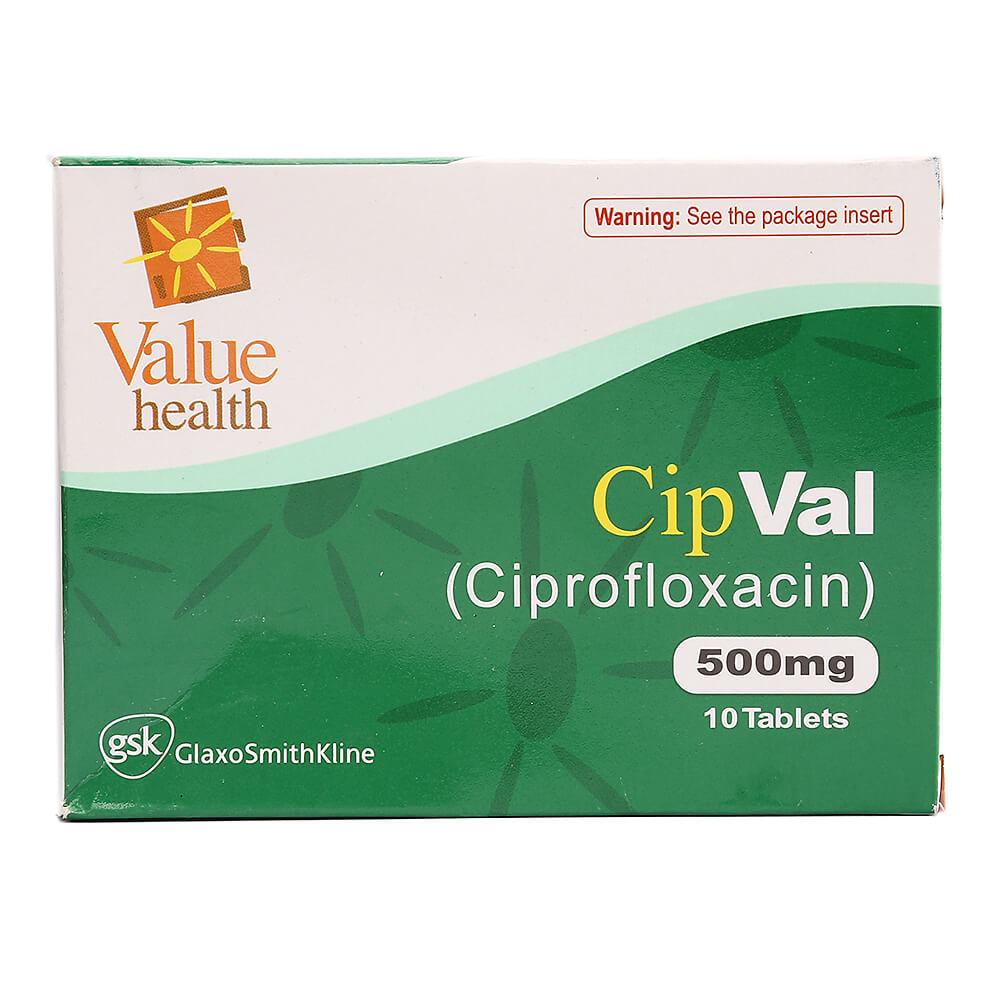 Warning: See the package insert
Value
health
CipVal
(Ciprofloxacin)
500mg
10 Tablets
gsk GlaxoSmithKline